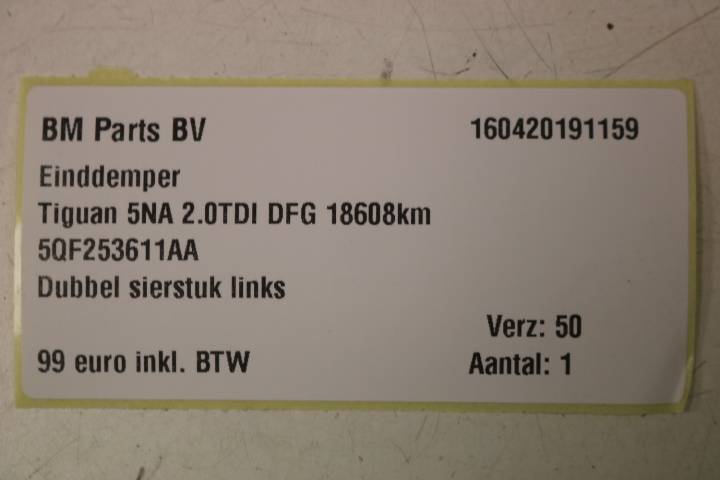 BM Parts BV 160420191159
Einddemper
Tiguan 5NA 2.0TDI DFG 18608km
5QF253611AA
Dubbel sierstuk links
Verz: 50
99 euro inkl. BTW Aantal: 1